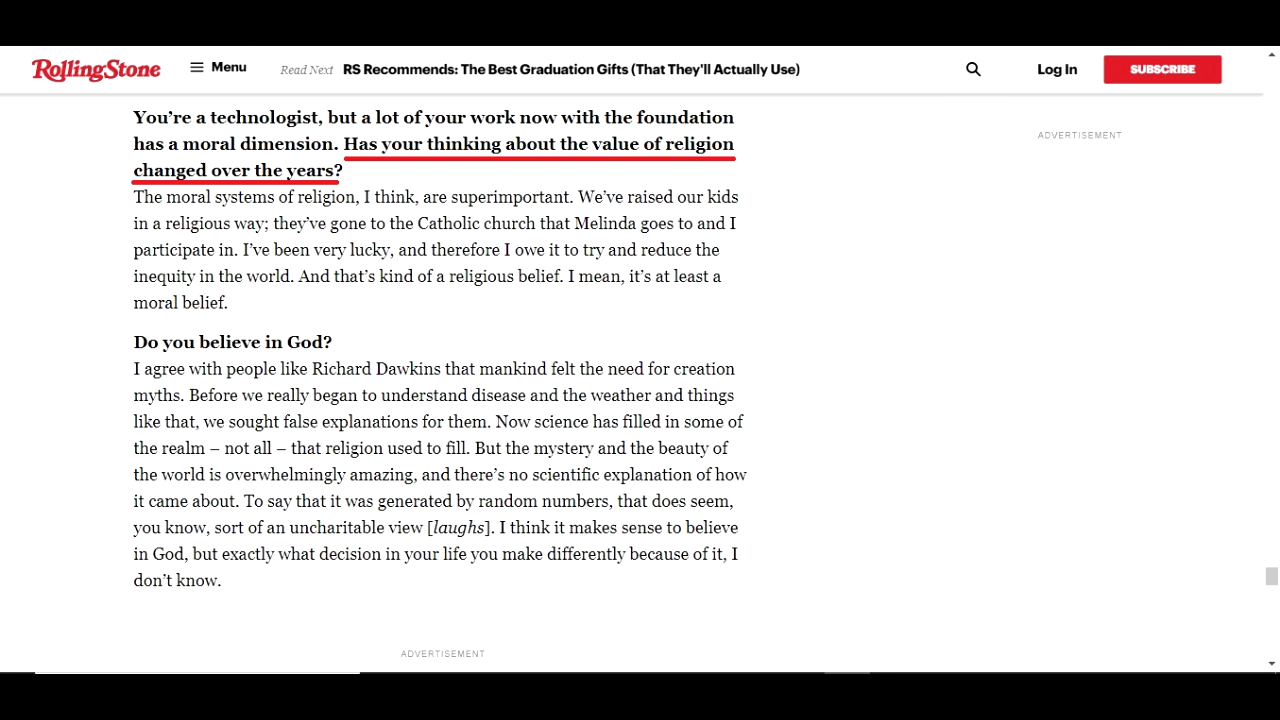 RollingStone
Menu
Read Next RS Recommends: The Best Graduation Gifts (That They'll Actually Use)
Log In
SUBSCRIBE
ADVERTISEMENT
You’re a technologist, but a lot of your work now with the foundation
has a moral dimension. Has your thinking about the value of religion
changed over the years?
The moral systems of religion, I think, are superimportant. We’ve raised our kids
in a religious way; they’ve gone to the Catholic church that Melinda goes to and I
participate in. I’ve been very lucky, and therefore I owe it to try and reduce the
inequity in the world. And that’s kind of a religious belief. I mean, it’s at least a
moral belief.
Do you believe in God?
I agree with people like Richard Dawkins that mankind felt the need for creation
myths. Before we really began to understand disease and the weather and things
like that, we sought false explanations for them. Now science has filled in some of
the realm – not all – that religion used to fill. But the mystery and the beauty of
the world is overwhelmingly amazing, and there’s no scientific explanation of how
it came about. To say that it was generated by random numbers, that does seem,
you know, sort of an uncharitable view [laughs]. I think it makes sense to believe
in God, but exactly what decision in your life you make differently because of it, I
don’t know.
ADVERTISEMENT